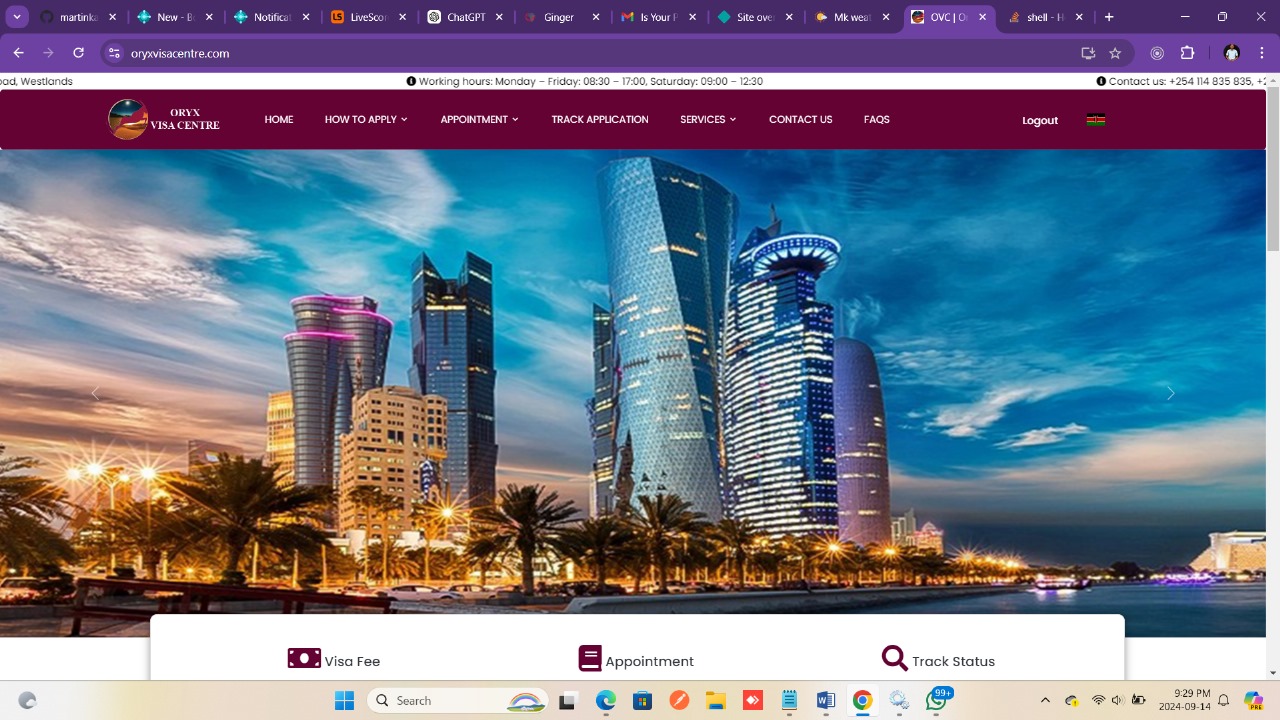 martinka
New - B
Notificat
LiveScor
ChatGPT
Ginger
Is Your P
Site over
Mk weat
OVC | O
shell - H
oryxvisacentre.com
oad, Westlands
Working hours: Monday – Friday: 08:30 – 17:00, Saturday: 09:00 – 12:30
Contact us: +254 114 835 835, +2
ORYX
VISA CENTRE
HOME
HOW TO APPLY
APPOINTMENT
TRACK APPLICATION
SERVICES
CONTACT US
FAQS
Logout
Visa Fee
Appointment
Track Status
Search
99+
9:29 PM
2024-09-14
PRE